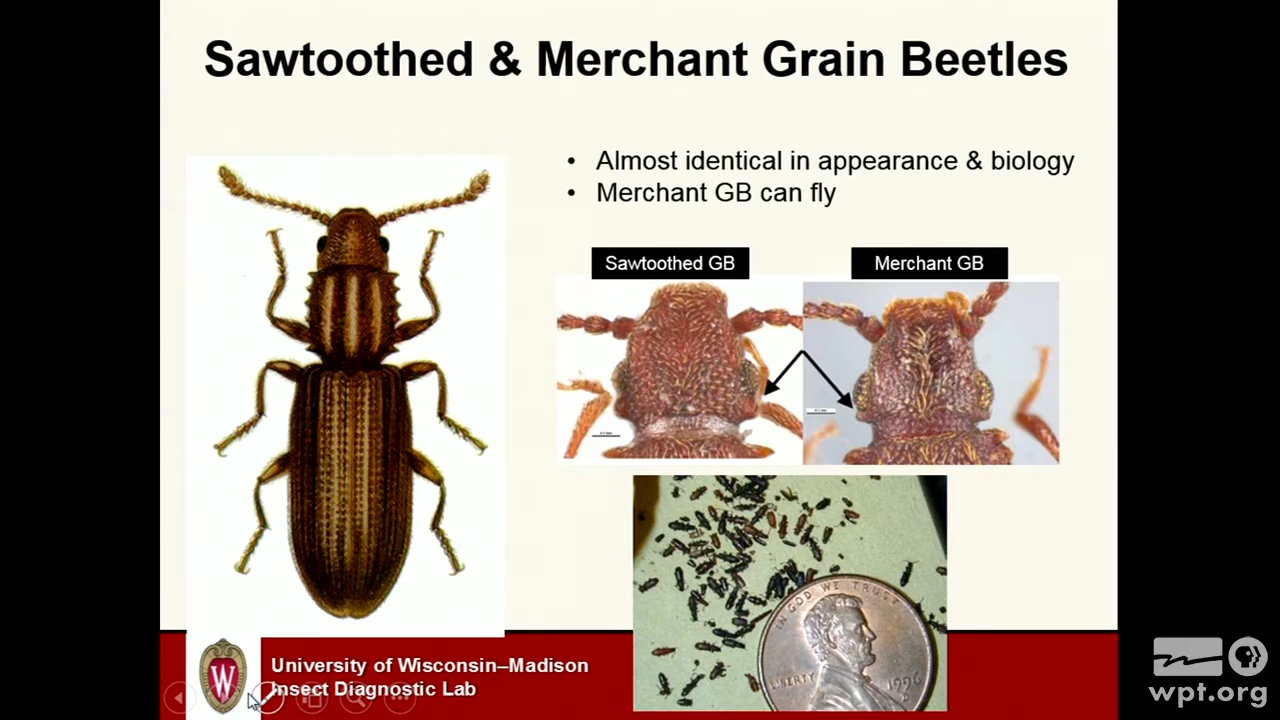 Sawtoothed & Merchant Grain Beetles
• Almost identical in appearance & biology
• Merchant GB can fly
Sawtoothed GB
Merchant GB
IN GOD WE TRUST
LIBERTY
1996
W
University of Wisconsin–Madison
Insect Diagnostic Lab
PBS
wpt.org